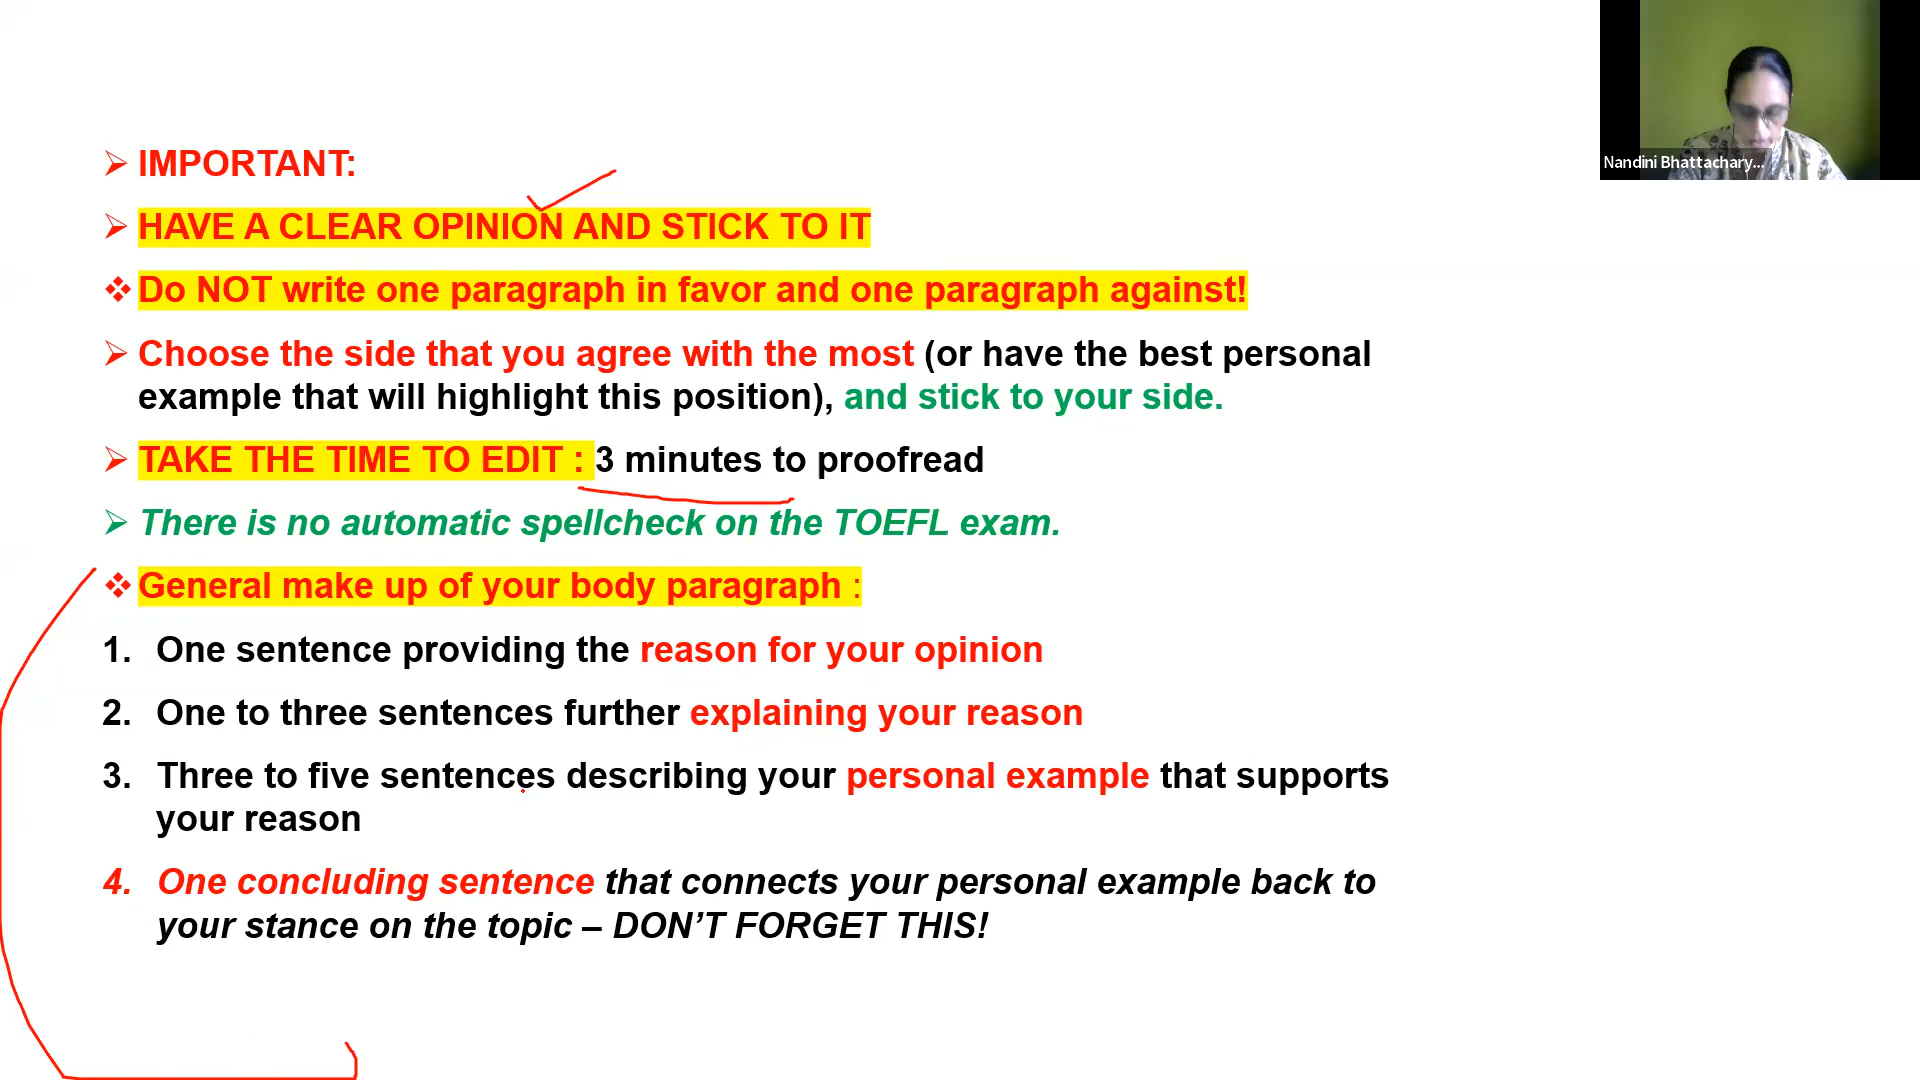 IMPORTANT:
HAVE A CLEAR OPINION AND STICK TO IT
Do NOT write one paragraph in favor and one paragraph against!
Choose the side that you agree with the most (or have the best personal
example that will highlight this position), and stick to your side.
TAKE THE TIME TO EDIT : 3 minutes to proofread
There is no automatic spellcheck on the TOEFL exam.
General make up of your body paragraph :
1. One sentence providing the reason for your opinion
2. One to three sentences further explaining your reason
3. Three to five sentences describing your personal example that supports
your reason
4. One concluding sentence that connects your personal example back to
your stance on the topic – DON’T FORGET THIS!
Nandini Bhattachary...